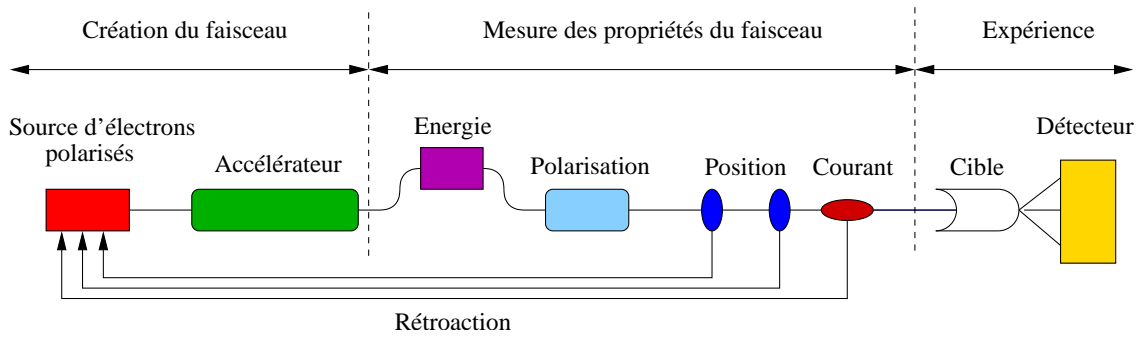 Création du faisceau
Mesure des propriétés du faisceau
Expérience
Source d'électrons
polarisés
Accélérateur
Energie
Polarisation
Position
Courant
Cible
Détecteur
Rétroaction